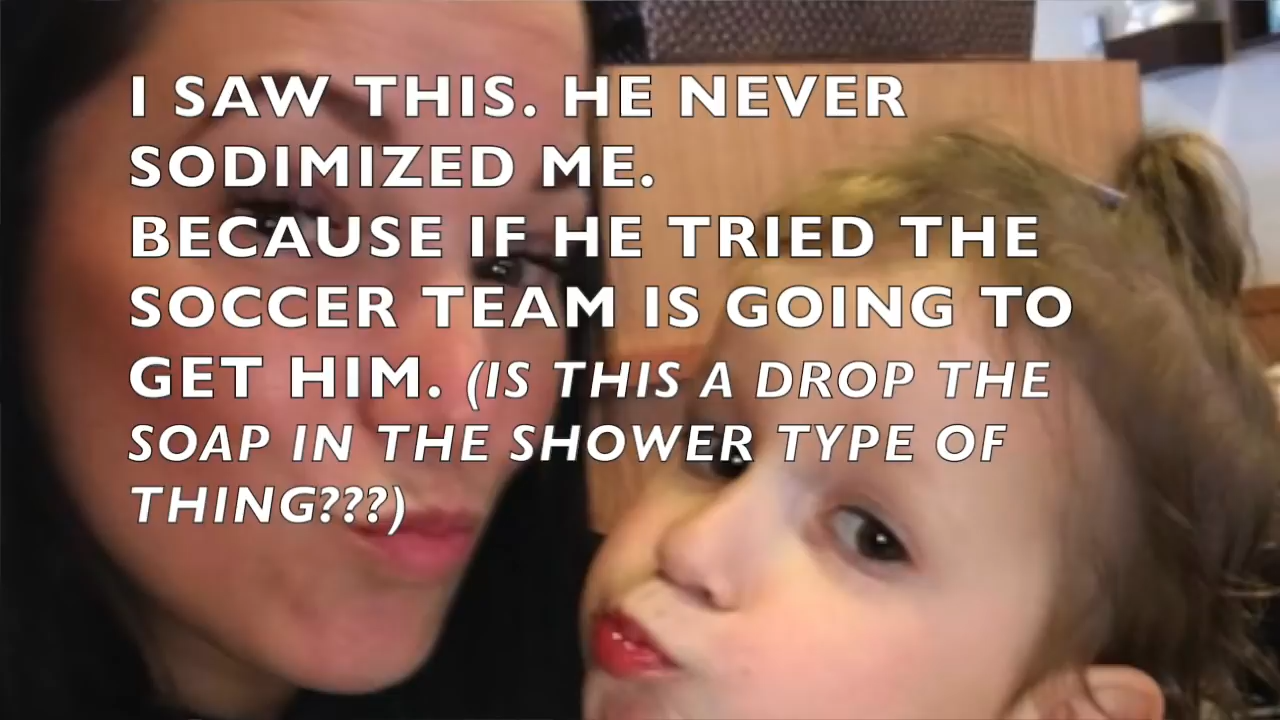 I SAW THIS. HE NEVER
SODIMIZED ME.
BECAUSE IF HE TRIED THE
SOCCER TEAM IS GOING TO
GET HIM. (IS THIS A DROP THE
SOAP IN THE SHOWER TYPE OF
THING???)